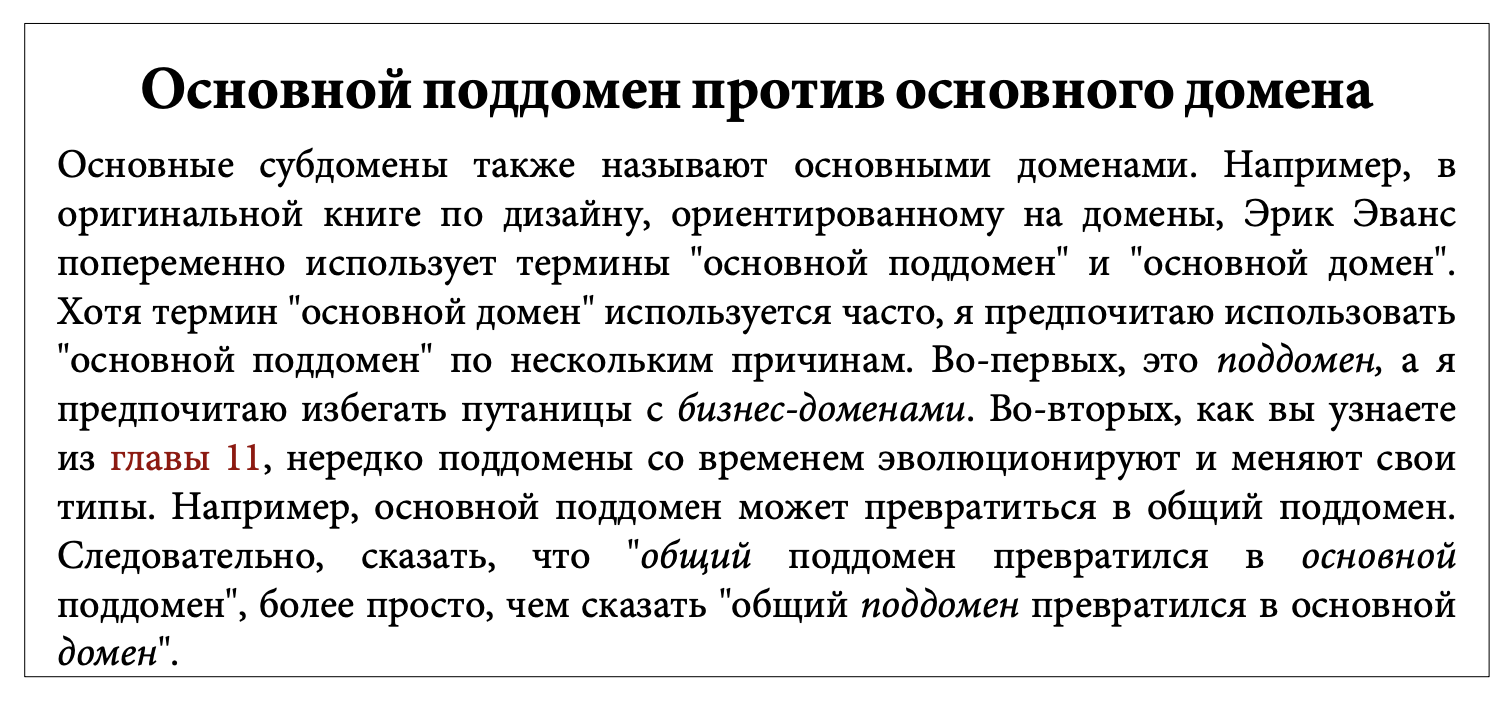 Основной поддомен против основного домена
Основные субдомены также называют основными доменами. Например, в
оригинальной книге по дизайну, ориентированному на домены, Эрик Эванс
попеременно использует термины "основной поддомен" и "основной домен".
Хотя термин "основной домен" используется часто, я предпочитаю использовать
"основной поддомен" по нескольким причинам. Во-первых, это поддомен, а я
предпочитаю избегать путаницы с бизнес-доменами. Во-вторых, как вы узнаете
из главы 11, нередко поддомены со временем эволюционируют и меняют свои
типы. Например, основной поддомен может превратиться в общий поддомен.
Следовательно, сказать, что "общий поддомен превратился в основной
поддомен", более просто, чем сказать "общий поддомен превратился в основной
домен".